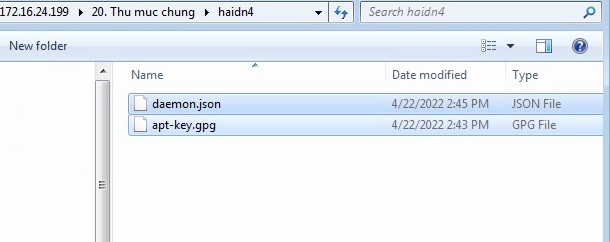 172.16.24.199 ▸ 20. Thu muc chung ▸ haidn4
Search haidn4
New folder
Name Date modified Type
daemon.json 4/22/2022 2:45 PM JSON File
apt-key.gpg 4/22/2022 2:43 PM GPG File